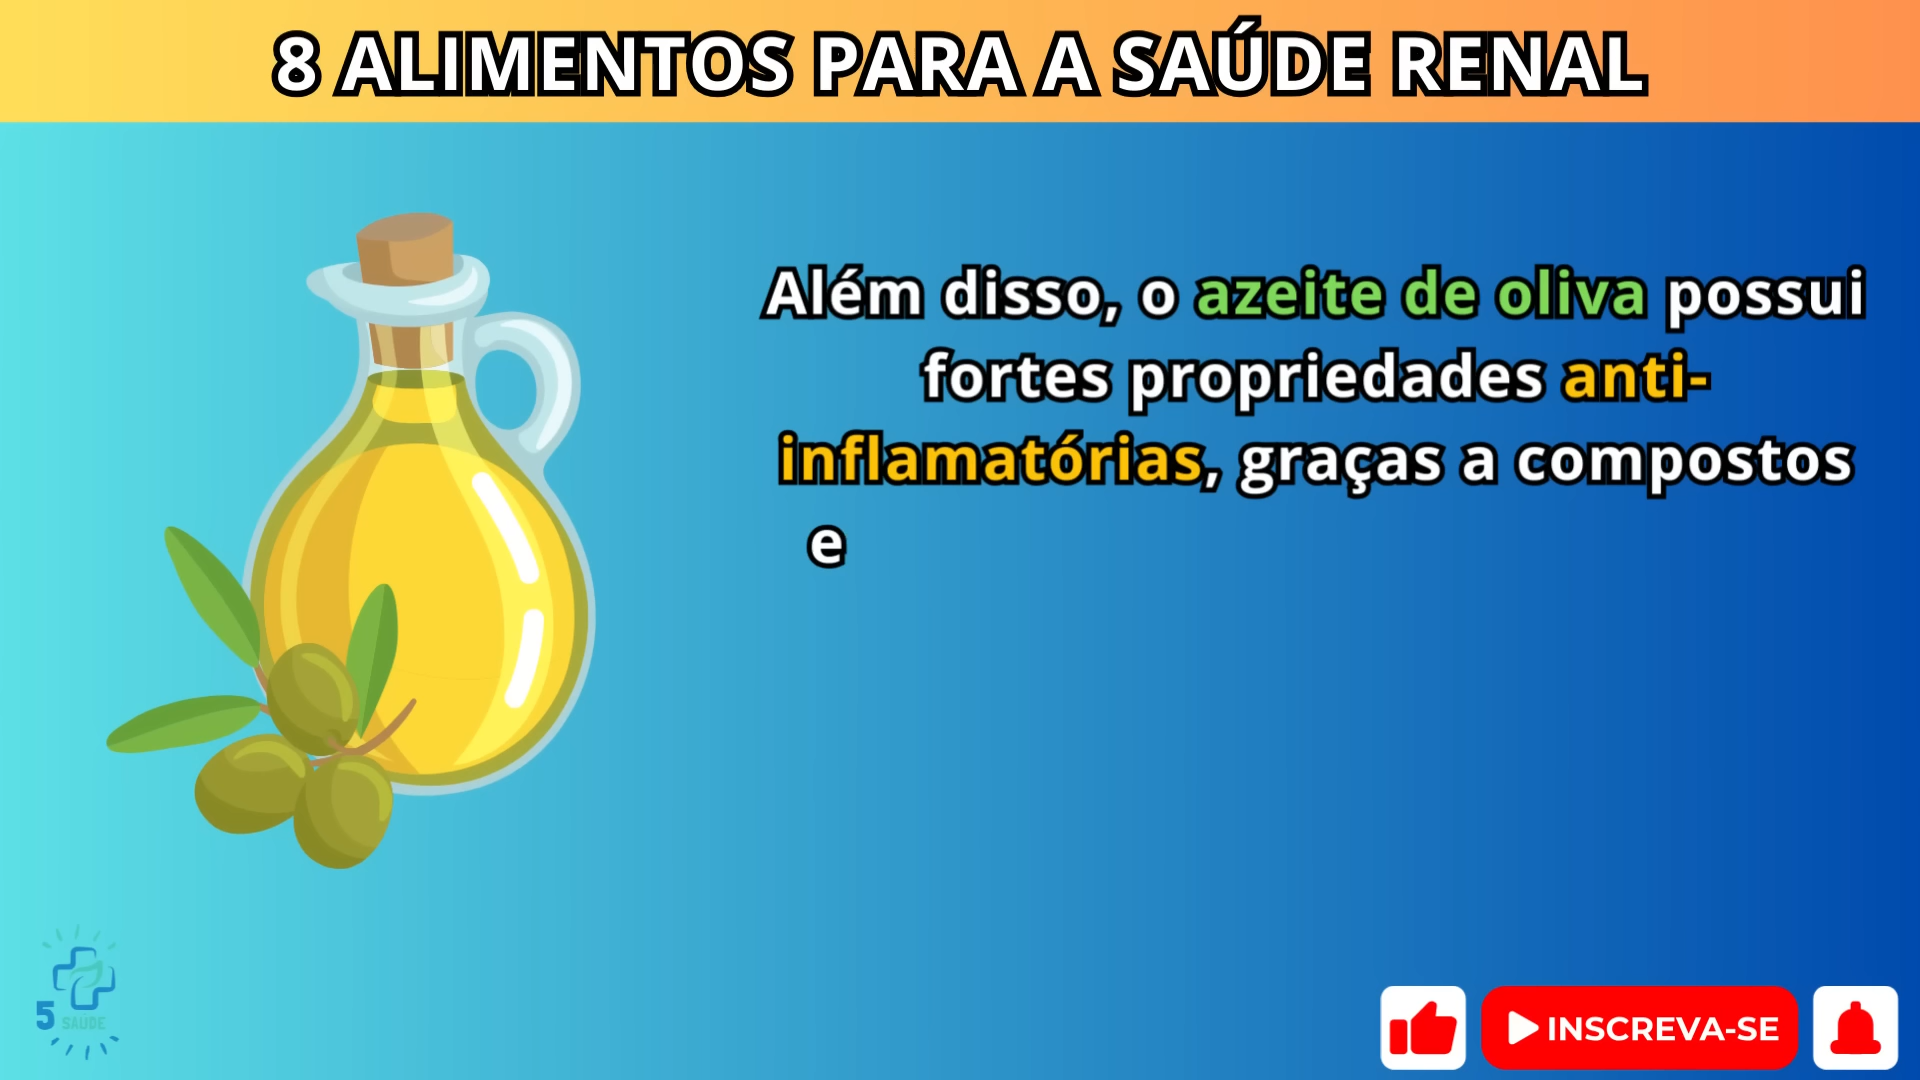 8 ALIMENTOS PARA A SAÚDE RENAL
Além disso, o azeite de oliva possui
fortes propriedades anti-
inflamatórias, graças a compostos
e
5
SAÚDE
INSCREVA-SE